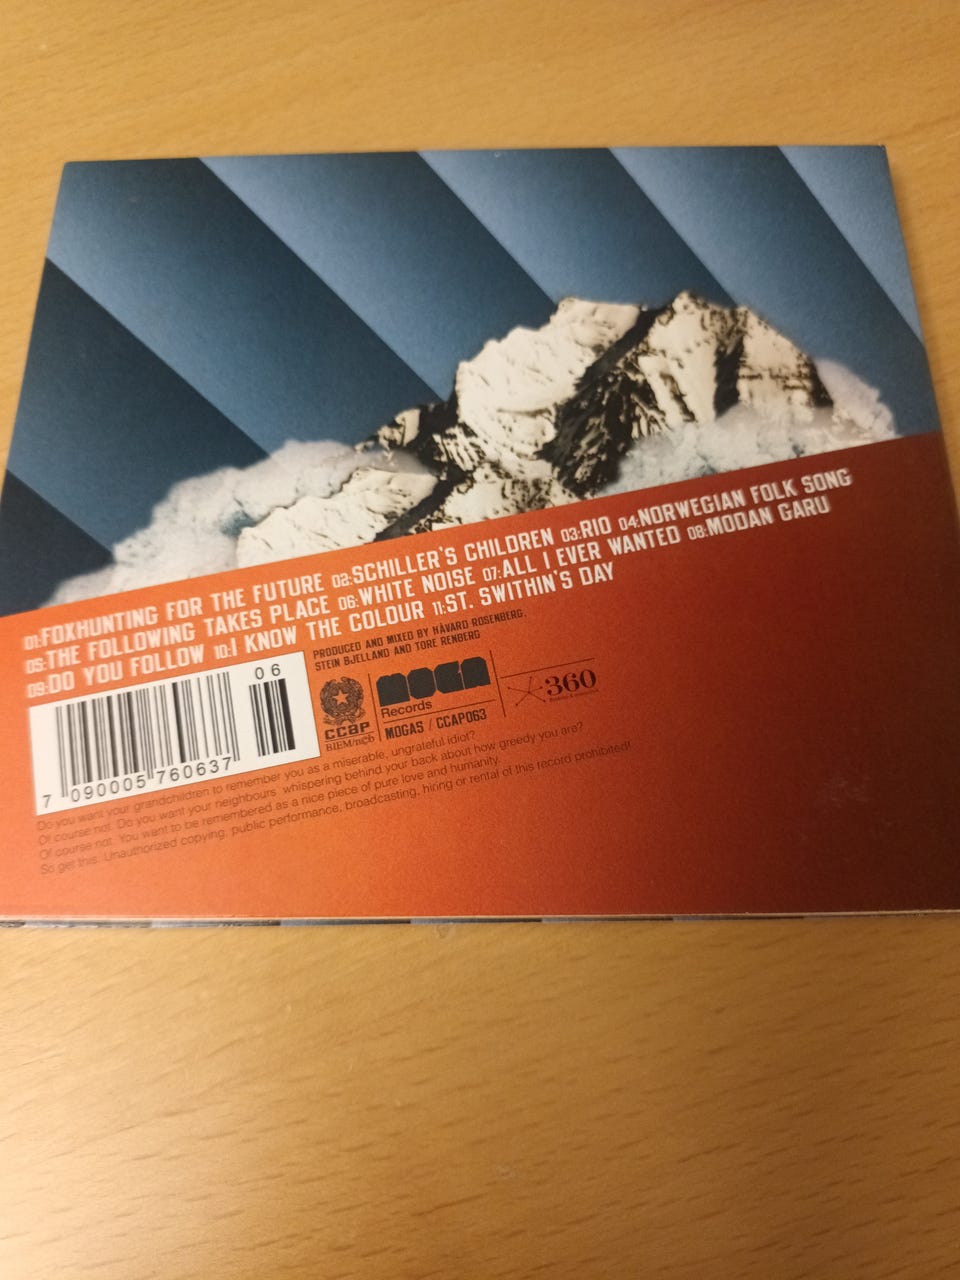 01:FOXHUNTING FOR THE FUTURE 02:SCHILLER'S CHILDREN 03:RIO 04:NORWEGIAN FOLK SONG
05:THE FOLLOWING TAKES PLACE 06:WHITE NOISE 07:ALL I EVER WANTED 08:MODAN GARU
09:DO YOU FOLLOW 10:I KNOW THE COLOUR 11:ST. SWITHIN'S DAY
PRODUCED AND MIXED BY HÅVARD ROSENBERG,
STEIN BJELLAND AND TORE RENBERG
06
7 090005 760637
CCAP
BIEM/n©b
MOGA
Records
MOGAS / CCAP063
360
Do you want your grandchildren to remember you as a miserable, ungrateful idiot?
Of course not. Do you want your neighbours whispering behind your back about how greedy you are?
Of course not. You want to be remembered as a nice piece of pure love and humanity.
So get this: Unauthorized copying, public performance, broadcasting, hiring or rental of this record prohibited!